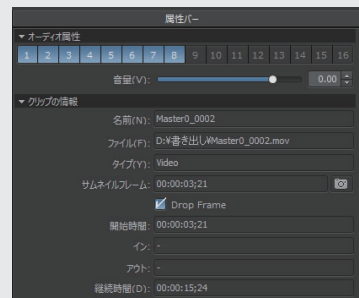 属性バー
オーディオ属性
1 2 3 4 5 6 7 8 9 10 11 12 13 14 15 16
音量(V): 0.00
クリップの情報
名前(N): Master0_0002
ファイル(F): D:¥書き出し¥Master0_0002.mov
タイプ(Y): Video
サムネイルフレーム: 00:00:03;21
Drop Frame
開始時間: 00:00:03;21
イン: -
アウト: -
継続時間(D): 00:00:15;24